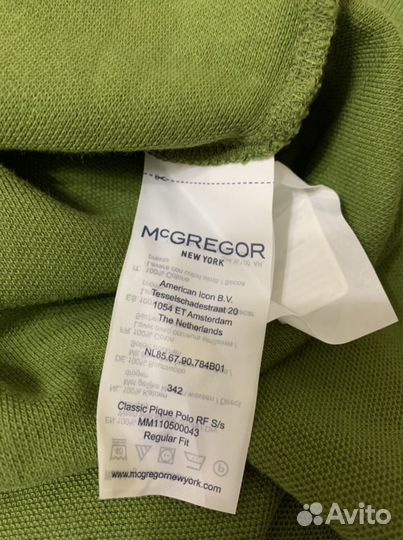 McGREGOR
NEW YORK
American Icon B.V.
Tesselschadestraat 20
1054 ET Amsterdam
The Netherlands
NL85.67.90.784B01
342
Classic Pique Polo RF S/s
MM110500043
Regular Fit
www.mcgregornewyork.com
Avito